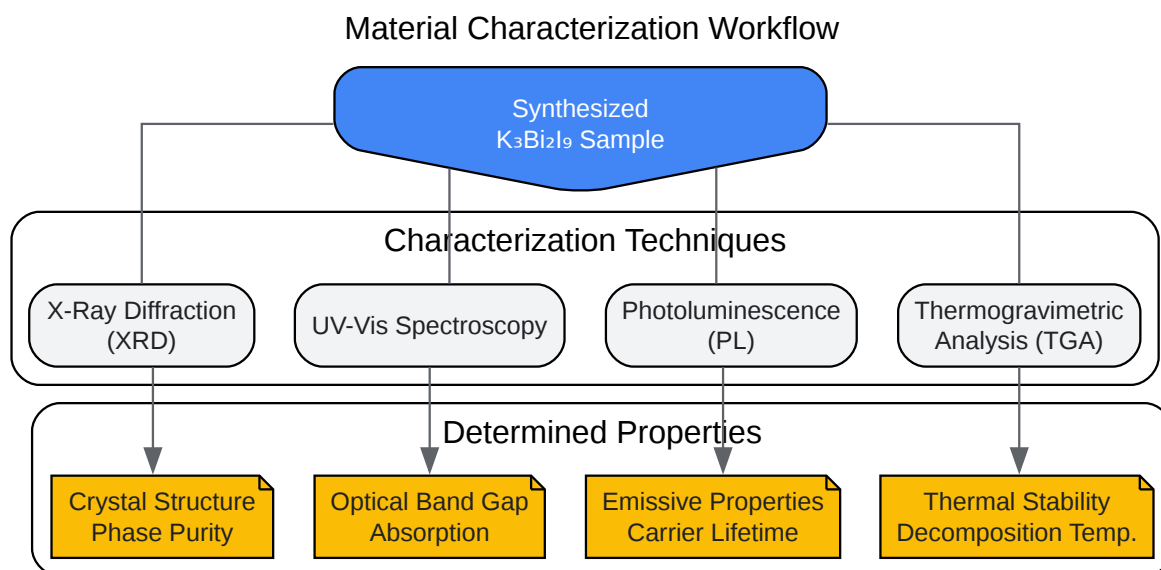 Material Characterization Workflow
Synthesized
K₃Bi₂I₉ Sample
Characterization Techniques
X-Ray Diffraction
(XRD)
UV-Vis Spectroscopy
Photoluminescence
(PL)
Thermogravimetric
Analysis (TGA)
Determined Properties
Crystal Structure
Phase Purity
Optical Band Gap
Absorption
Emissive Properties
Carrier Lifetime
Thermal Stability
Decomposition Temp.